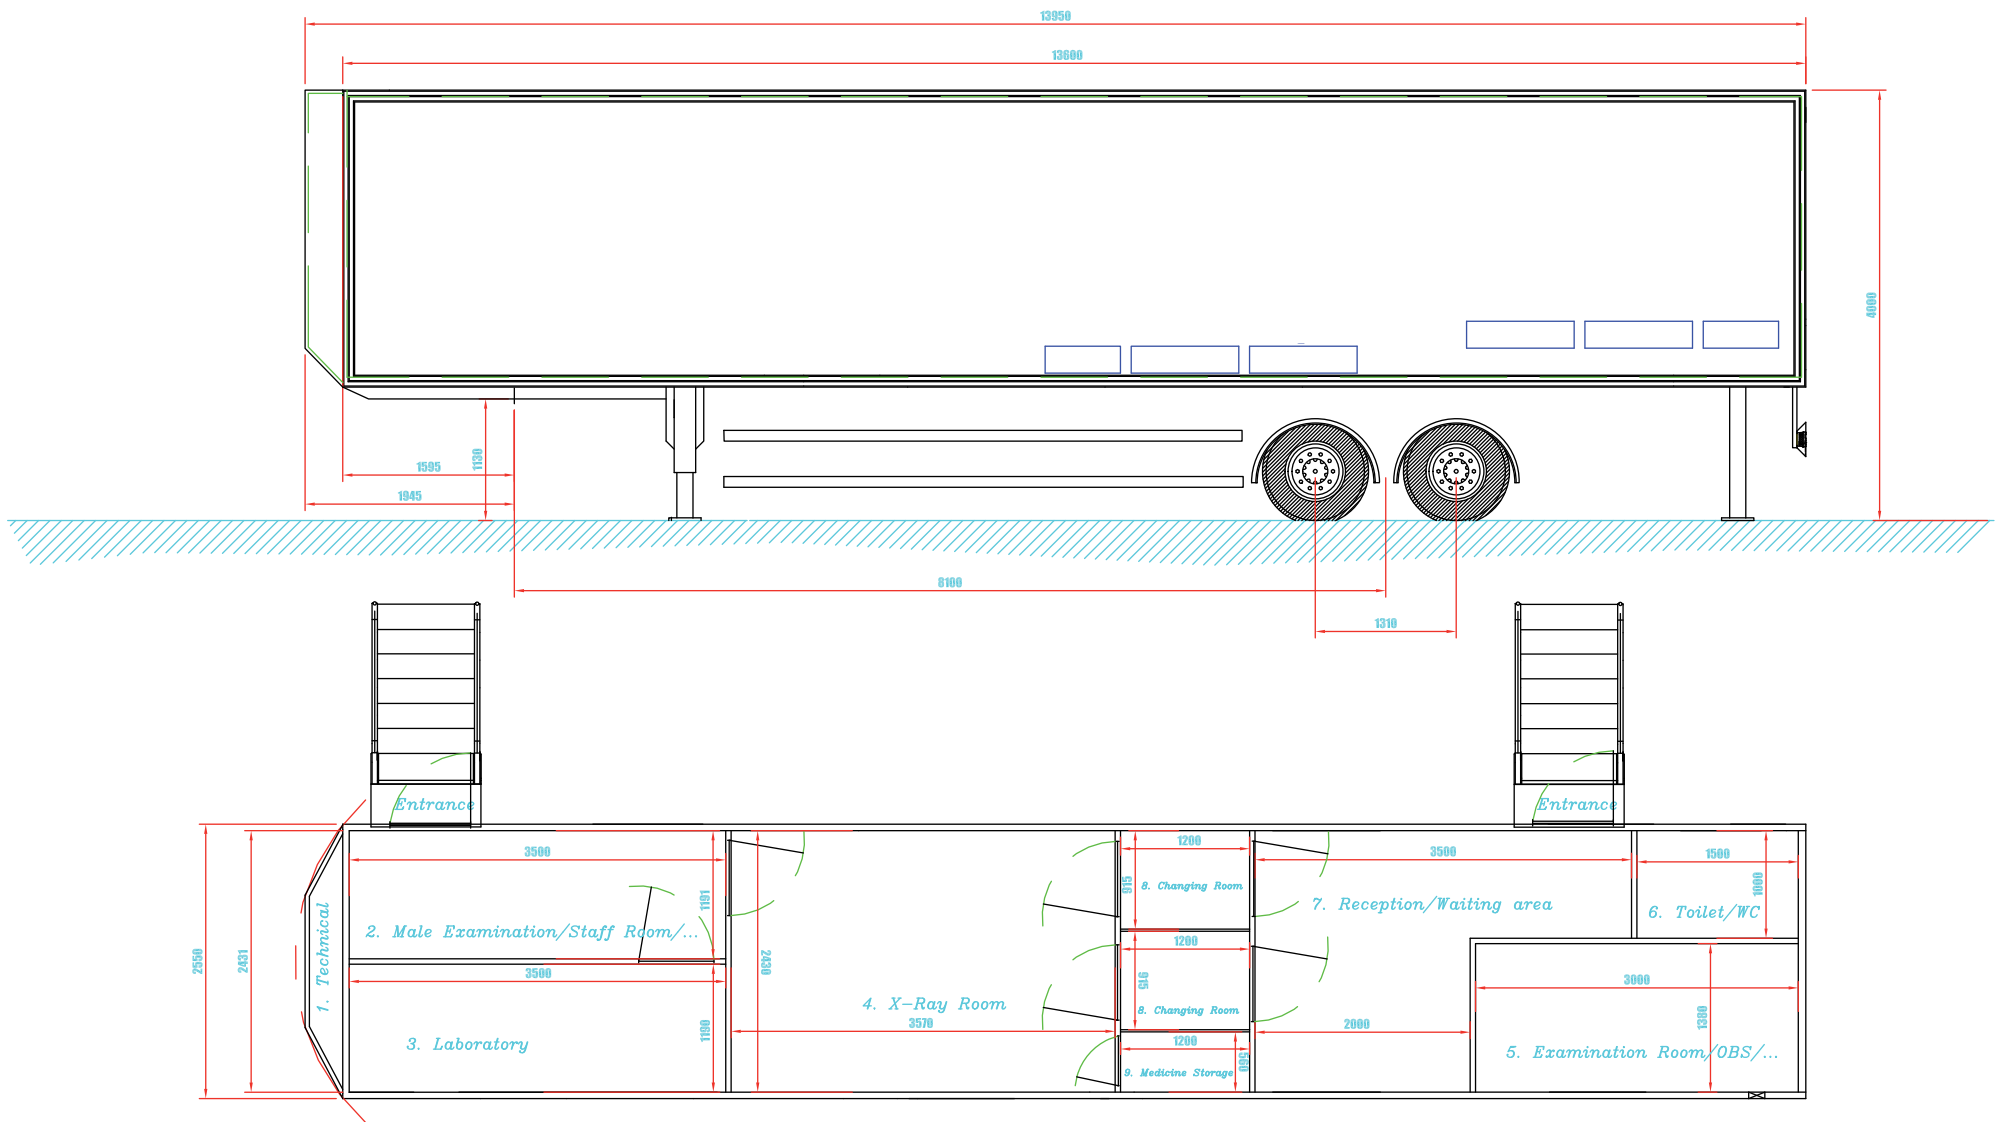 13950
13600
4000
1595
1130
1945
8100
1310
Entrance
Entrance
3500
1200
3500
1500
915
8. Changing Room
1191
1000
2. Male Examination/Staff Room/...
7. Reception/Waiting area
6. Toilet/WC
1200
2550
2431
1. Technical
2430
3500
915
3000
4. X-Ray Room
8. Changing Room
3570
2000
1380
1190
3. Laboratory
1200
560
5. Examination Room/OBS/...
9. Medicine Storage